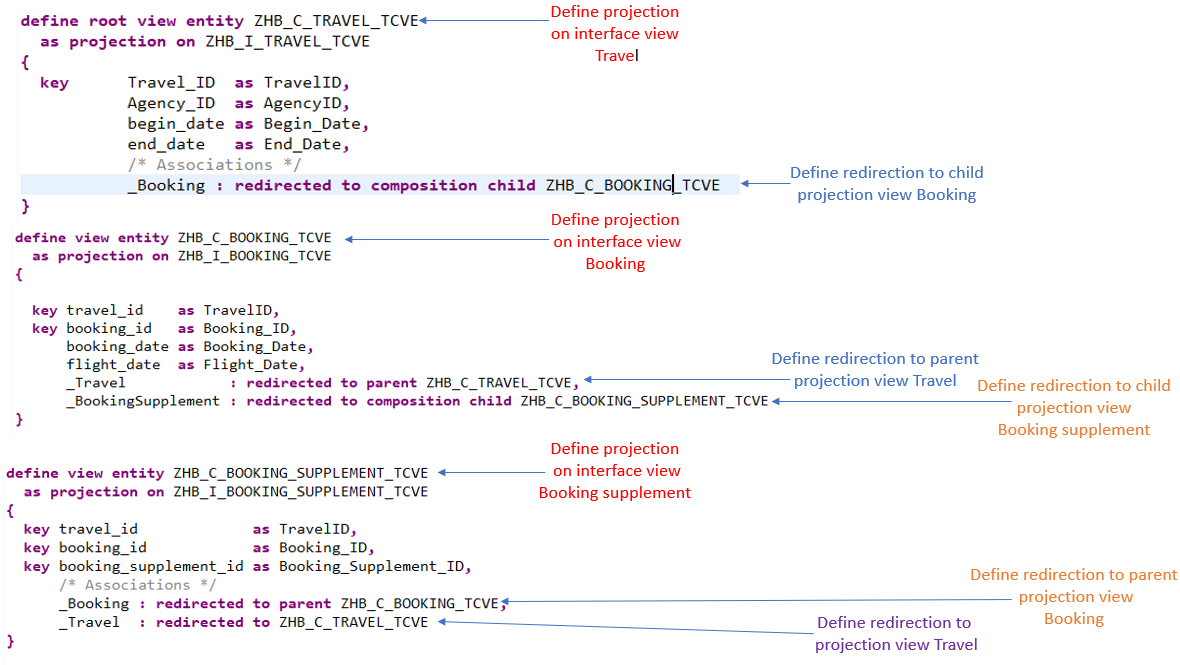 define root view entity ZHB_C_TRAVEL_TCVE
as projection on ZHB_I_TRAVEL_TCVE
{
key Travel_ID as TravelID,
Agency_ID as AgencyID,
begin_date as Begin_Date,
end_date as End_Date,
/* Associations */
_Booking : redirected to composition child ZHB_C_BOOKING_TCVE
}
Define projection
on interface view
Travel
Define redirection to child
projection view Booking
define view entity ZHB_C_BOOKING_TCVE
as projection on ZHB_I_BOOKING_TCVE
{
key travel_id as TravelID,
key booking_id as Booking_ID,
booking_date as Booking_Date,
flight_date as Flight_Date,
_Travel : redirected to parent ZHB_C_TRAVEL_TCVE,
_BookingSupplement : redirected to composition child ZHB_C_BOOKING_SUPPLEMENT_TCVE
}
Define projection
on interface view
Booking
Define redirection to parent
projection view Travel
Define redirection to child
projection view
Booking supplement
define view entity ZHB_C_BOOKING_SUPPLEMENT_TCVE
as projection on ZHB_I_BOOKING_SUPPLEMENT_TCVE
{
key travel_id as TravelID,
key booking_id as Booking_ID,
key booking_supplement_id as Booking_Supplement_ID,
/* Associations */
_Booking : redirected to parent ZHB_C_BOOKING_TCVE,
_Travel : redirected to ZHB_C_TRAVEL_TCVE
}
Define projection
on interface view
Booking supplement
Define redirection to parent
projection view
Booking
Define redirection to
projection view Travel